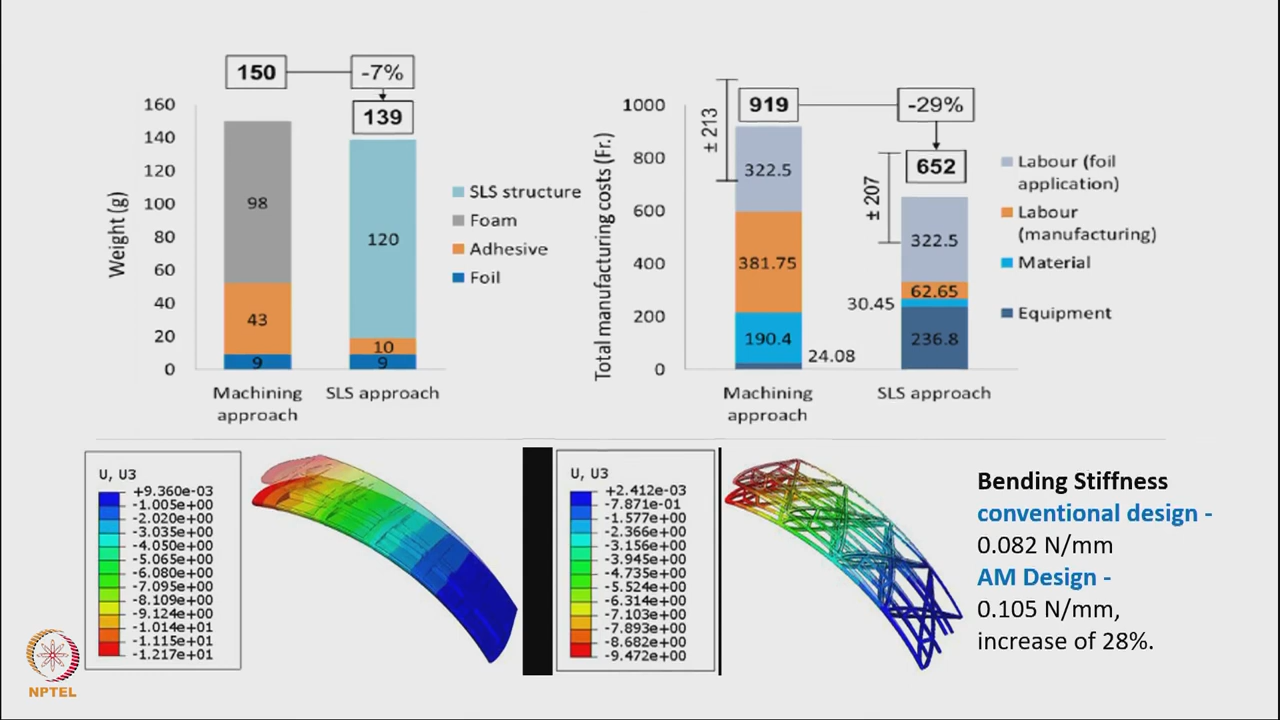 150
-7%
139
Weight (g)
160
140
120
100
80
60
40
20
0
98
43
9
120
10
9
Machining
approach
SLS approach
SLS structure
Foam
Adhesive
Foil
919
-29%
652
± 213
± 207
Total manufacturing costs (Fr.)
1000
800
600
400
200
0
322.5
381.75
190.4
24.08
322.5
62.65
30.45
236.8
Machining
approach
SLS approach
Labour (foil
application)
Labour
(manufacturing)
Material
Equipment
U, U3
+9.360e-03
-1.005e+00
-2.020e+00
-3.035e+00
-4.050e+00
-5.065e+00
-6.080e+00
-7.095e+00
-8.109e+00
-9.124e+00
-1.014e+01
-1.115e+01
-1.217e+01
U, U3
+2.412e-03
-7.871e-01
-1.577e+00
-2.366e+00
-3.156e+00
-3.945e+00
-4.735e+00
-5.524e+00
-6.314e+00
-7.103e+00
-7.893e+00
-8.682e+00
-9.472e+00
Bending Stiffness
conventional design -
0.082 N/mm
AM Design -
0.105 N/mm,
increase of 28%.
NPTEL